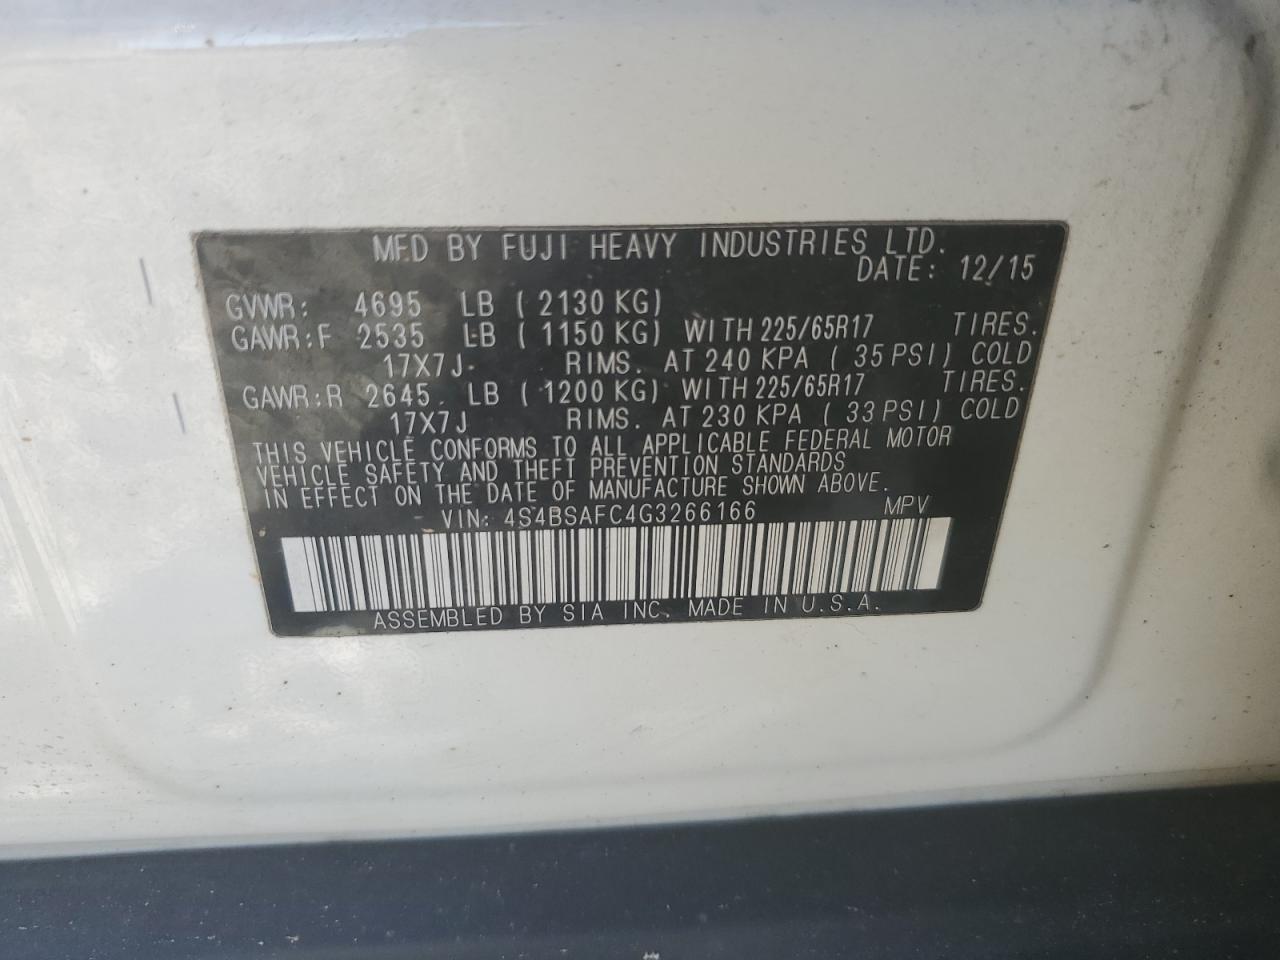 MFD BY FUJI HEAVY INDUSTRIES LTD.
DATE: 12/15
GVWR: 4695 LB ( 2130 KG)
GAWR:F 2535 LB ( 1150 KG) WITH 225/65R17 TIRES.
17X7J RIMS. AT 240 KPA ( 35 PSI) COLD
GAWR:R 2645 LB ( 1200 KG) WITH 225/65R17 TIRES.
17X7J RIMS. AT 230 KPA ( 33 PSI) COLD
THIS VEHICLE CONFORMS TO ALL APPLICABLE FEDERAL MOTOR
VEHICLE SAFETY AND THEFT PREVENTION STANDARDS
IN EFFECT ON THE DATE OF MANUFACTURE SHOWN ABOVE.
VIN: 4S4BSAFC4G3266166 MPV
ASSEMBLED BY SIA INC. MADE IN U.S.A.